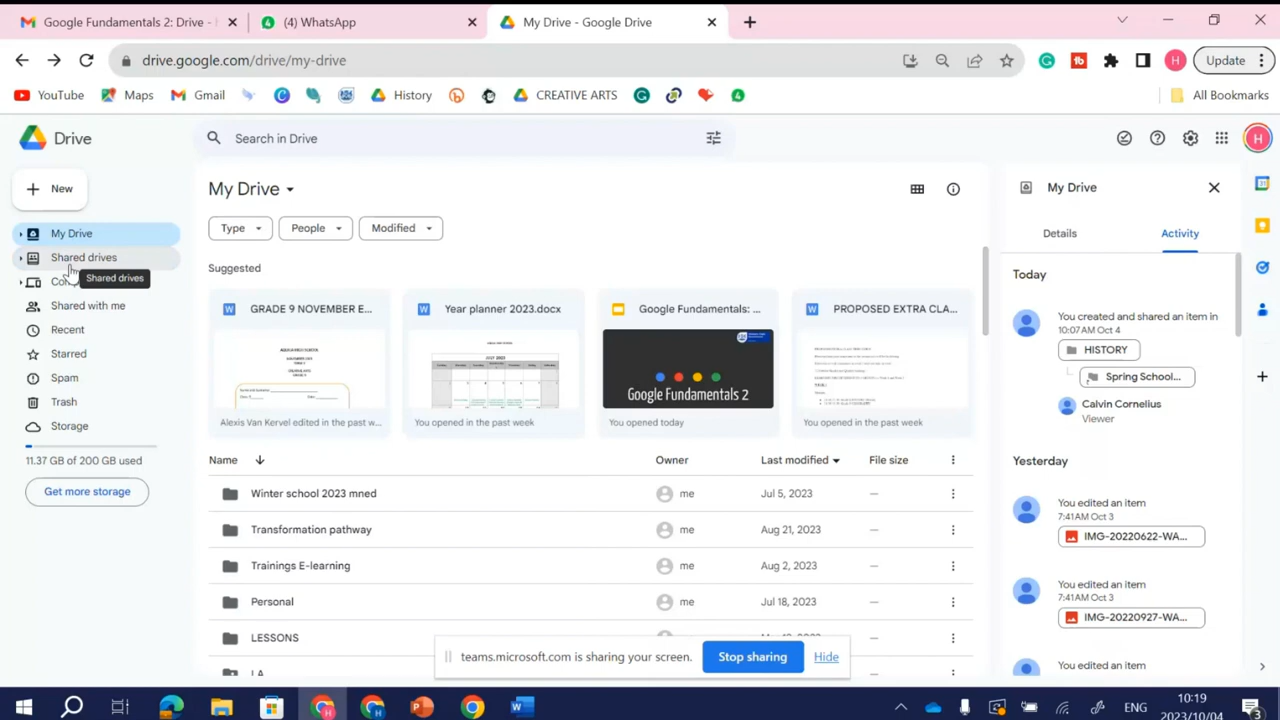 Google Fundamentals 2: Drive -
(4) WhatsApp
My Drive - Google Drive
drive.google.com/drive/my-drive
H
Update
YouTube
Maps
Gmail
History
CREATIVE ARTS
All Bookmarks
Drive
Search in Drive
H
New
My Drive
Shared drives
Shared drives
Shared with me
Recent
Starred
Spam
Trash
Storage
11.37 GB of 200 GB used
Get more storage
My Drive
Type
People
Modified
Suggested
GRADE 9 NOVEMBER E...
Year planner 2023.docx
Google Fundamentals: ...
PROPOSED EXTRA CLA...
JULY 2023
Google Fundamentals 2
Alexis Van Kervel edited in the past w...
You opened in the past week
You opened today
You opened in the past week
Name
Owner
Last modified
File size
Winter school 2023 mned
me
Jul 5, 2023
—
Transformation pathway
me
Aug 21, 2023
—
Trainings E-learning
me
Aug 2, 2023
—
Personal
me
Jul 18, 2023
—
LESSONS
My Drive
Details
Activity
Today
You created and shared an item in
10:07AM Oct 4
HISTORY
Spring School...
Calvin Cornelius
Viewer
Yesterday
You edited an item
7:41AM Oct 3
IMG-20220622-WA...
You edited an item
7:41AM Oct 3
IMG-20220927-WA...
You edited an item
teams.microsoft.com is sharing your screen.
Stop sharing
Hide
ENG
10:19
2023/10/04
3